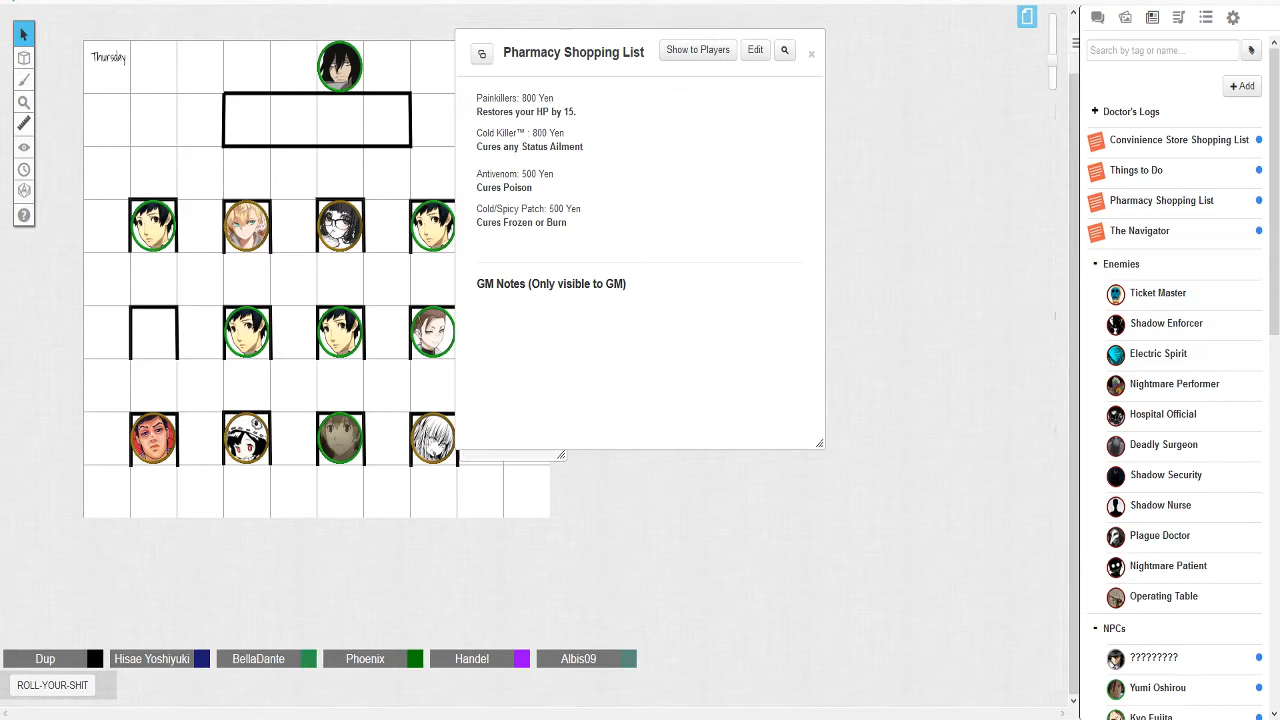 Thursday
Pharmacy Shopping List
Show to Players
Edit
×
Painkillers: 800 Yen
Restores your HP by 15.
Cold Killer™ : 800 Yen
Cures any Status Ailment
Antivenom: 500 Yen
Cures Poison
Cold/Spicy Patch: 500 Yen
Cures Frozen or Burn
GM Notes (Only visible to GM)
Search by tag or name...
+ Add
+ Doctor's Logs
Convinience Store Shopping List
Things to Do
Pharmacy Shopping List
The Navigator
- Enemies
Ticket Master
Shadow Enforcer
Electric Spirit
Nightmare Performer
Hospital Official
Deadly Surgeon
Shadow Security
Shadow Nurse
Plague Doctor
Nightmare Patient
Operating Table
- NPCs
?????????
Yumi Oshirou
Kyo Fujita
Dup
Hisae Yoshiyuki
BellaDante
Phoenix
Handel
Albis09
ROLL-YOUR-SHIT